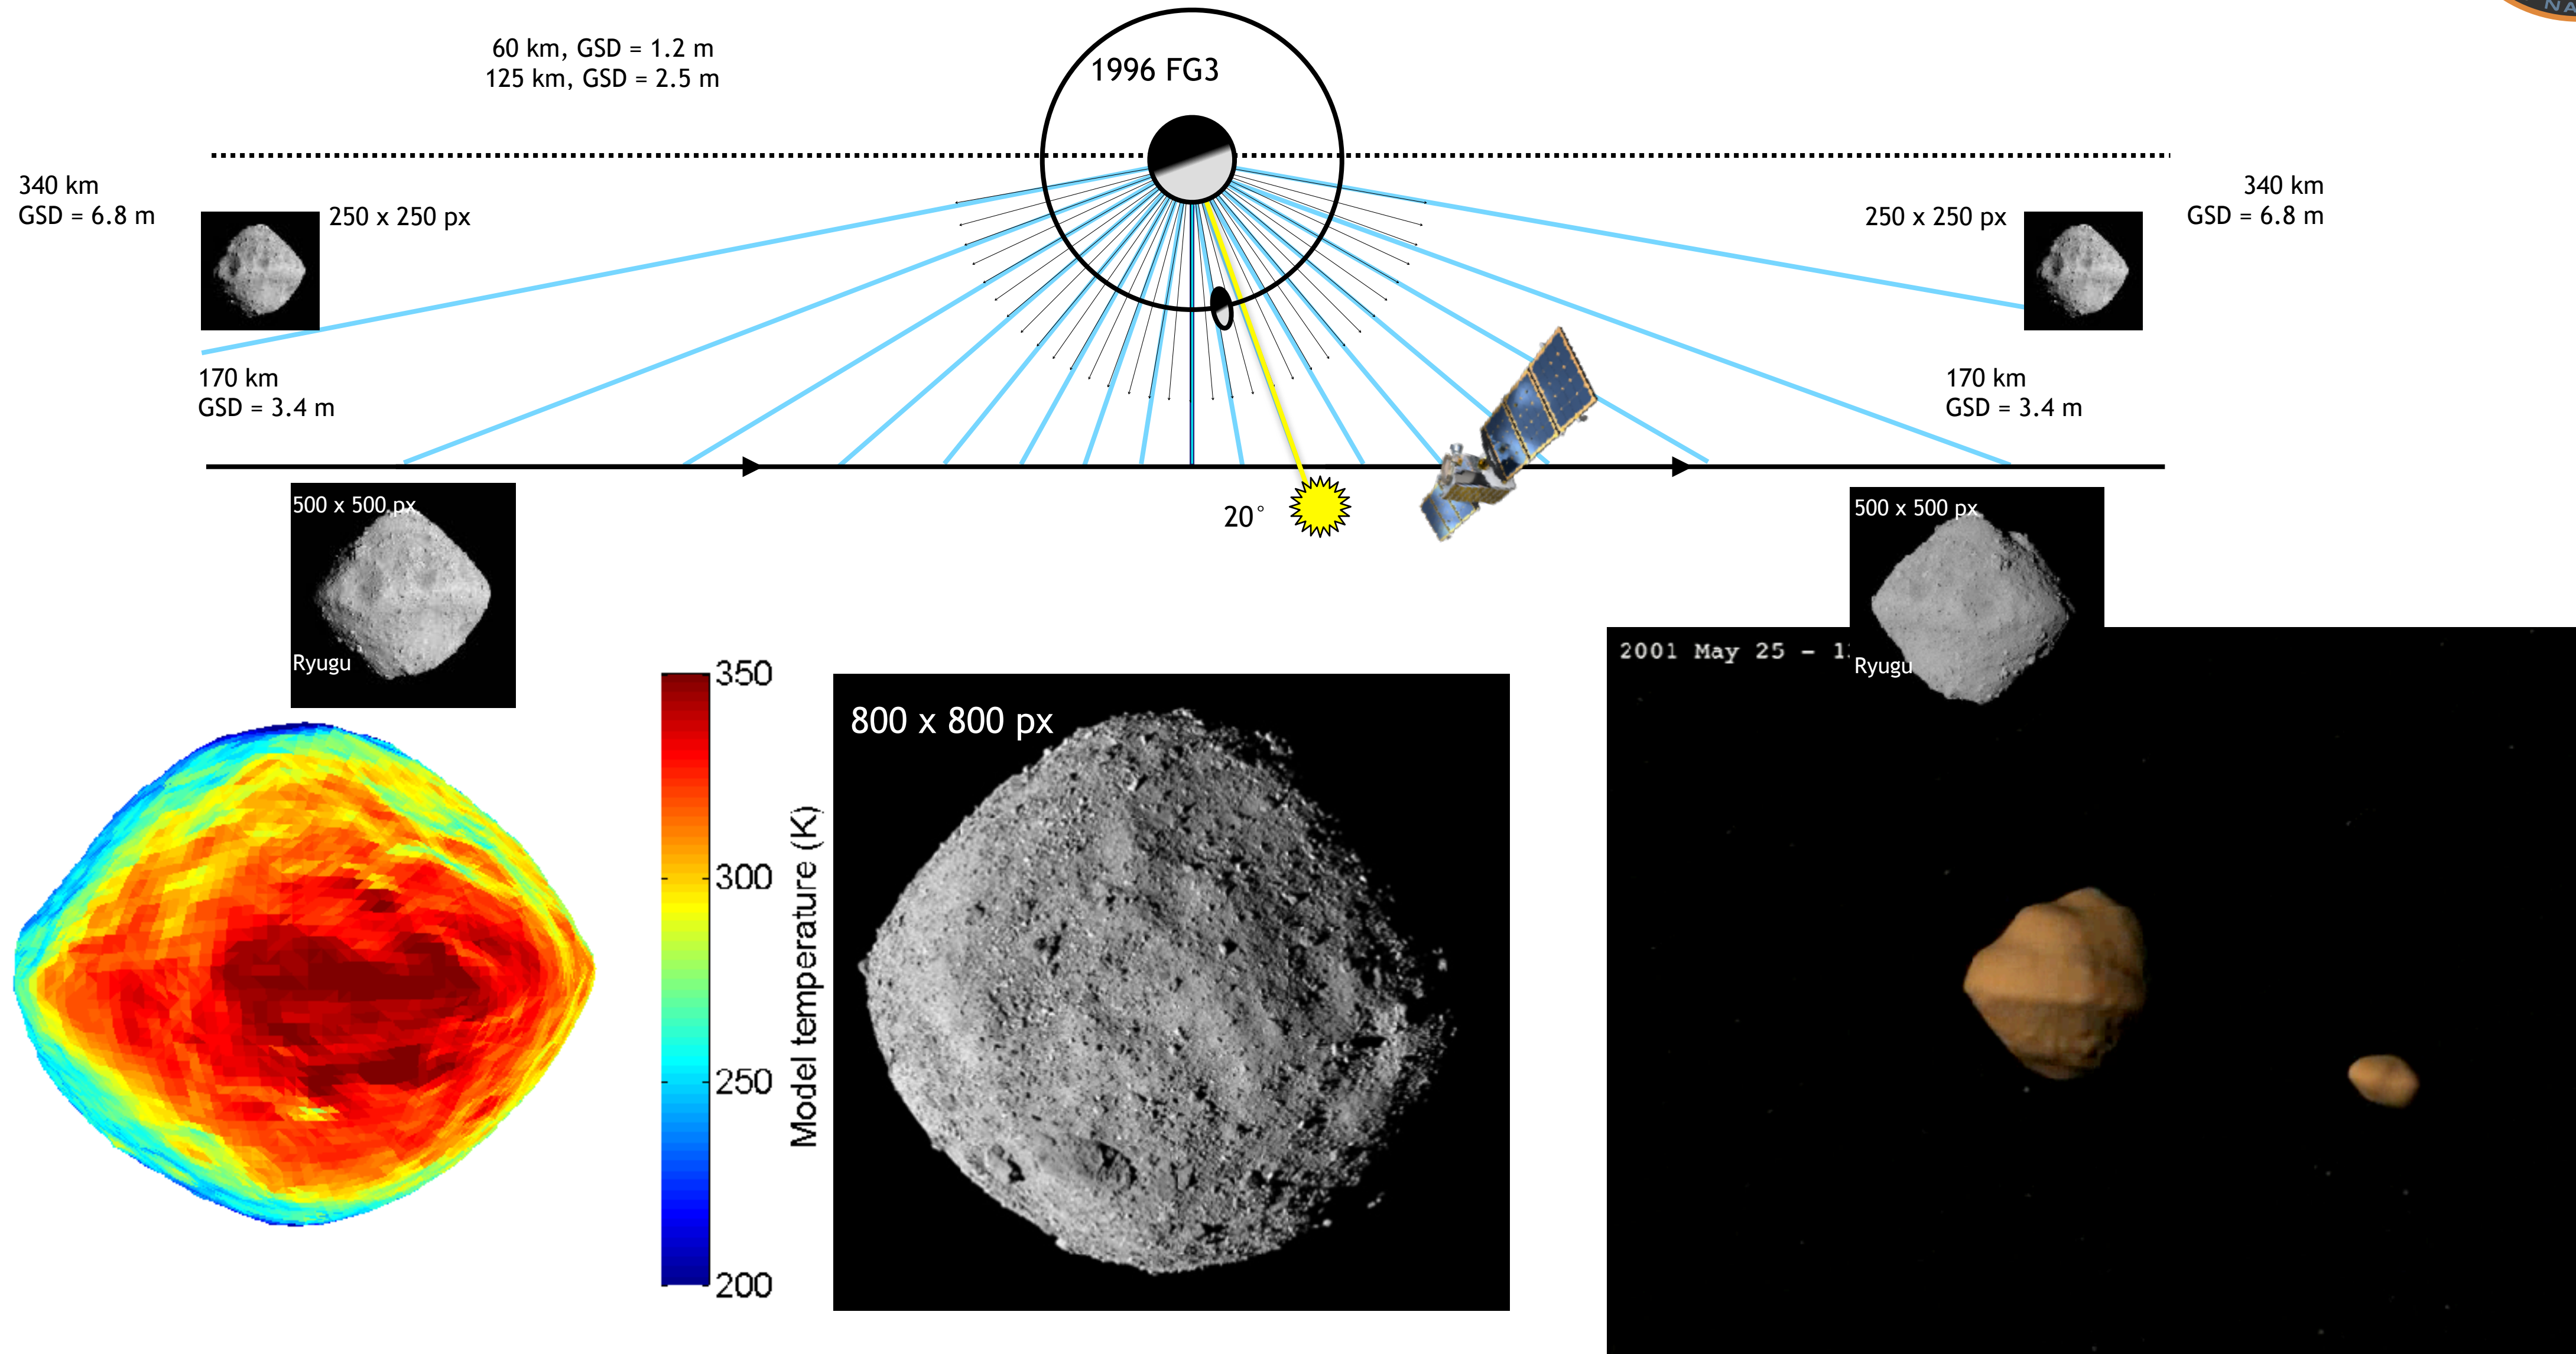 NA
60 km, GSD = 1.2 m
125 km, GSD = 2.5 m
1996 FG3
340 km
GSD = 6.8 m
250 x 250 px
250 x 250 px
340 km
GSD = 6.8 m
170 km
GSD = 3.4 m
170 km
GSD = 3.4 m
20°
500 x 500 px
Ryugu
500 x 500 px
Ryugu
350
300
250
200
Model temperature (K)
800 x 800 px
2001 May 25 – 1